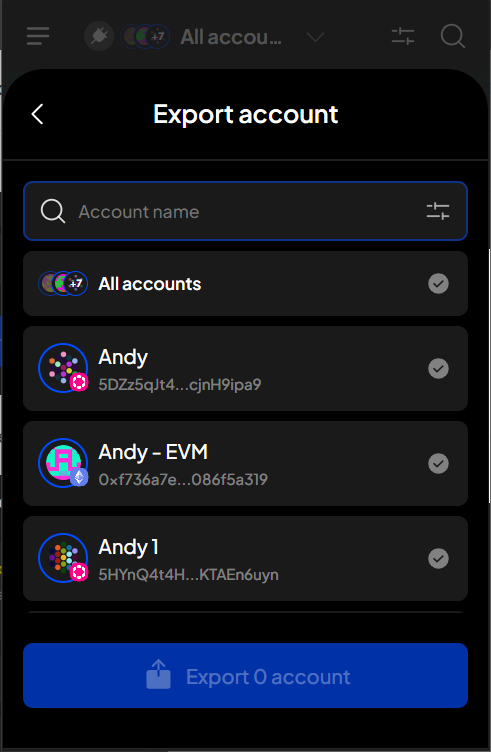 +7 All accou...
Export account
Account name
+7 All accounts
Andy
5DZz5qJt4...cjnH9ipa9
Andy - EVM
0xf736a7e...086f5a319
Andy 1
5HYnQ4t4H...KTAEn6uyn
Export 0 account